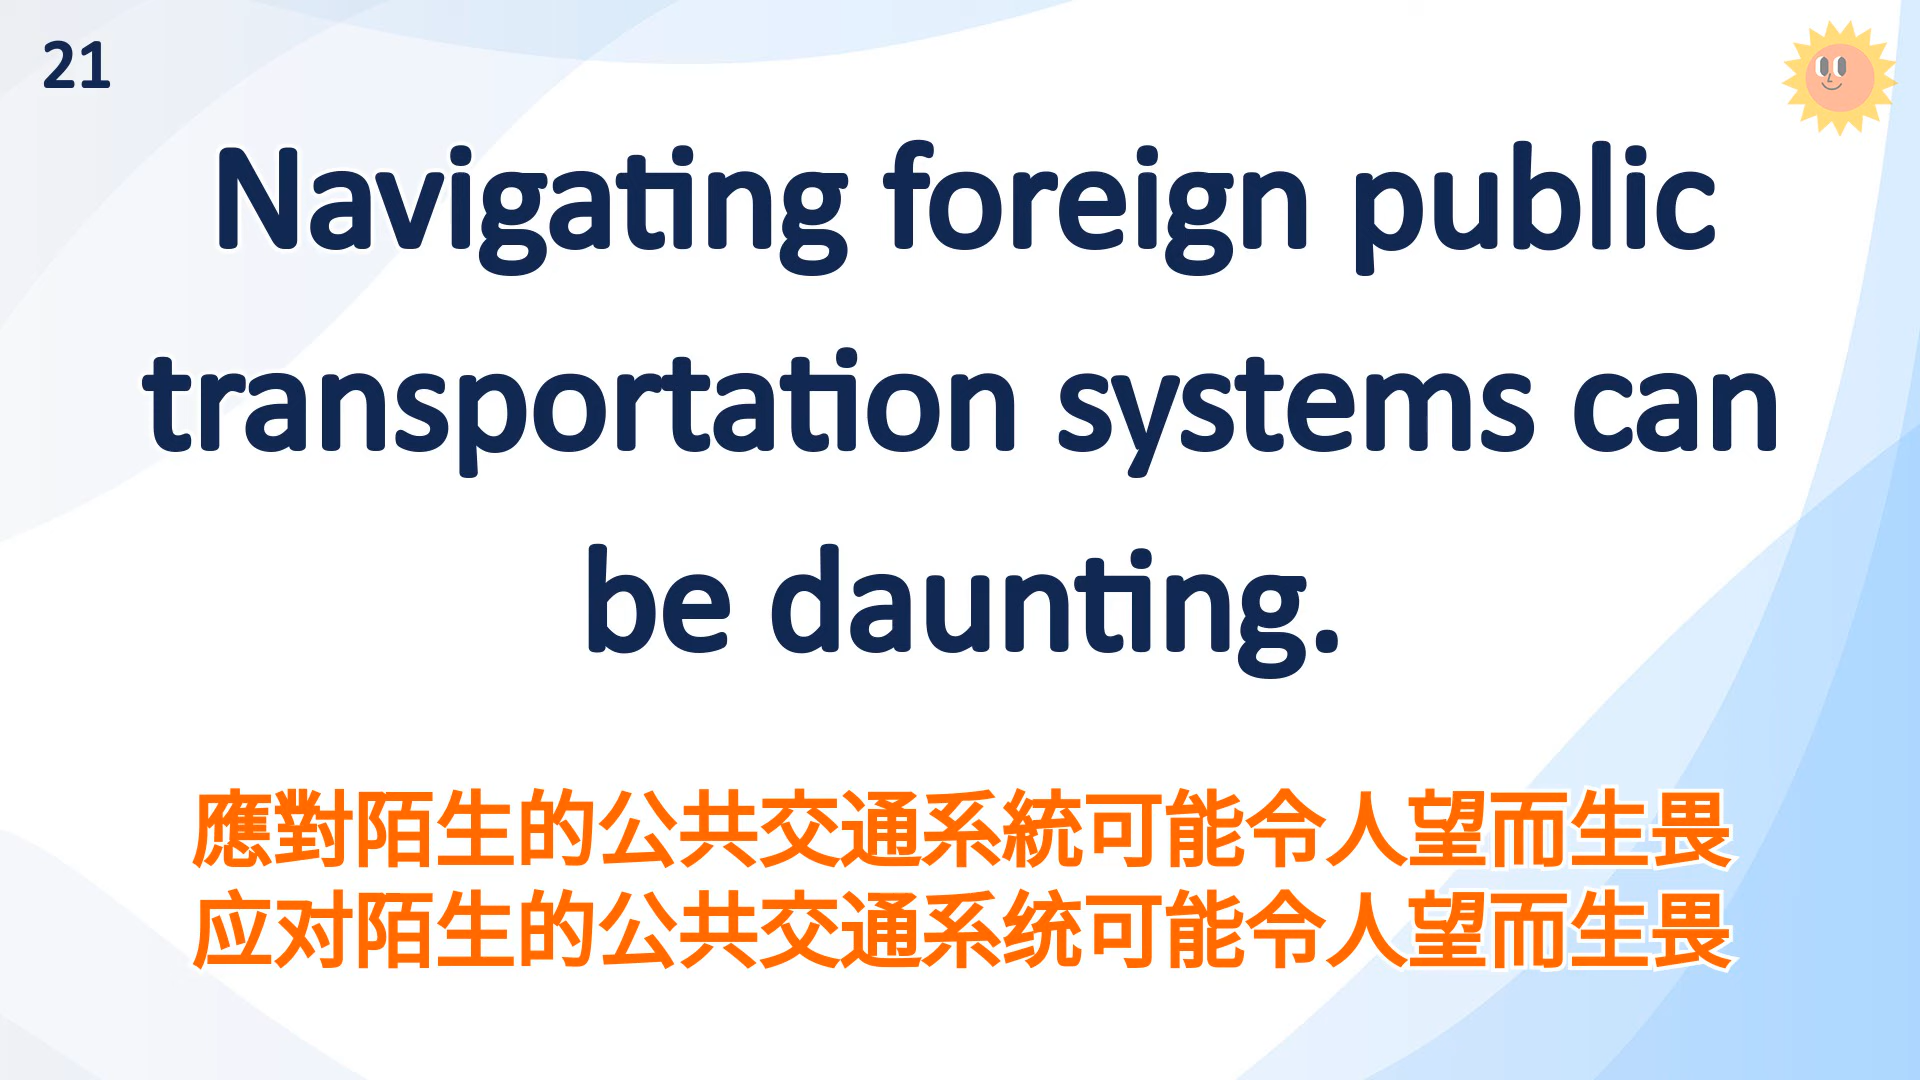 21
Navigating foreign public
transportation systems can
be daunting.
應對陌生的公共交通系統可能令人望而生畏
应对陌生的公共交通系统可能令人望而生畏